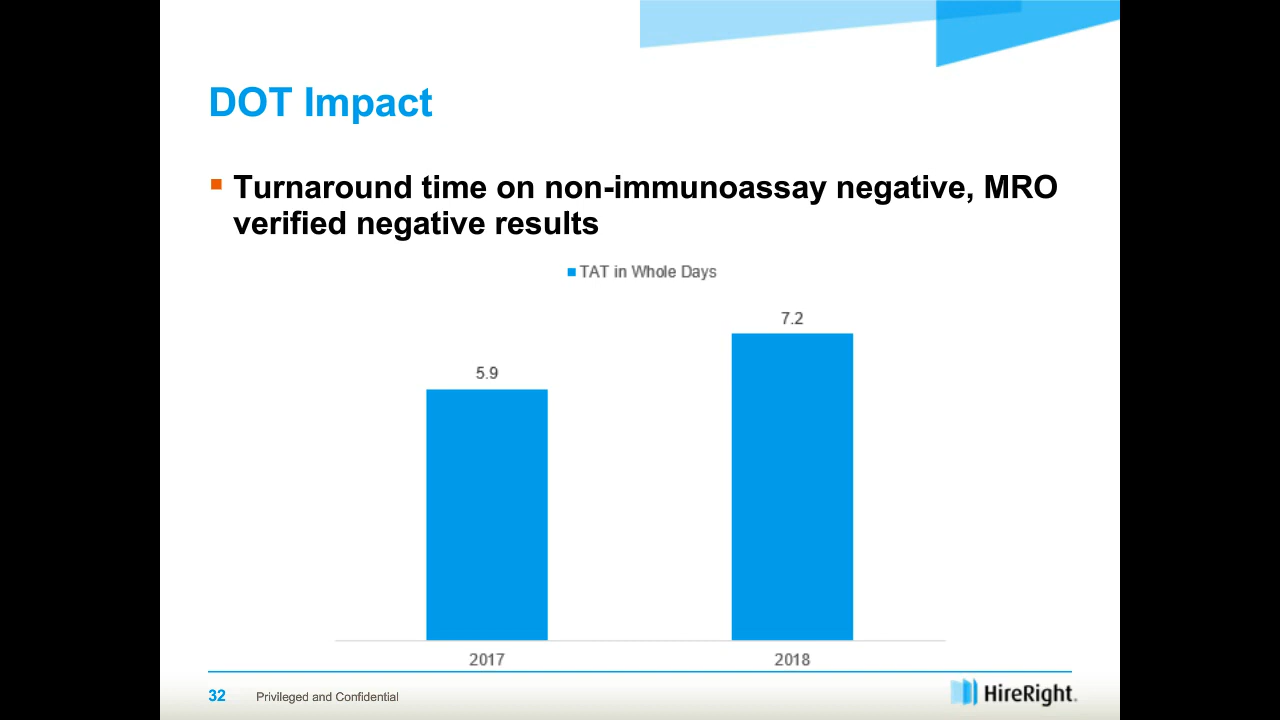 DOT Impact
▪ Turnaround time on non-immunoassay negative, MRO
verified negative results
TAT in Whole Days
5.9
7.2
2017
2018
32 Privileged and Confidential
HireRight.